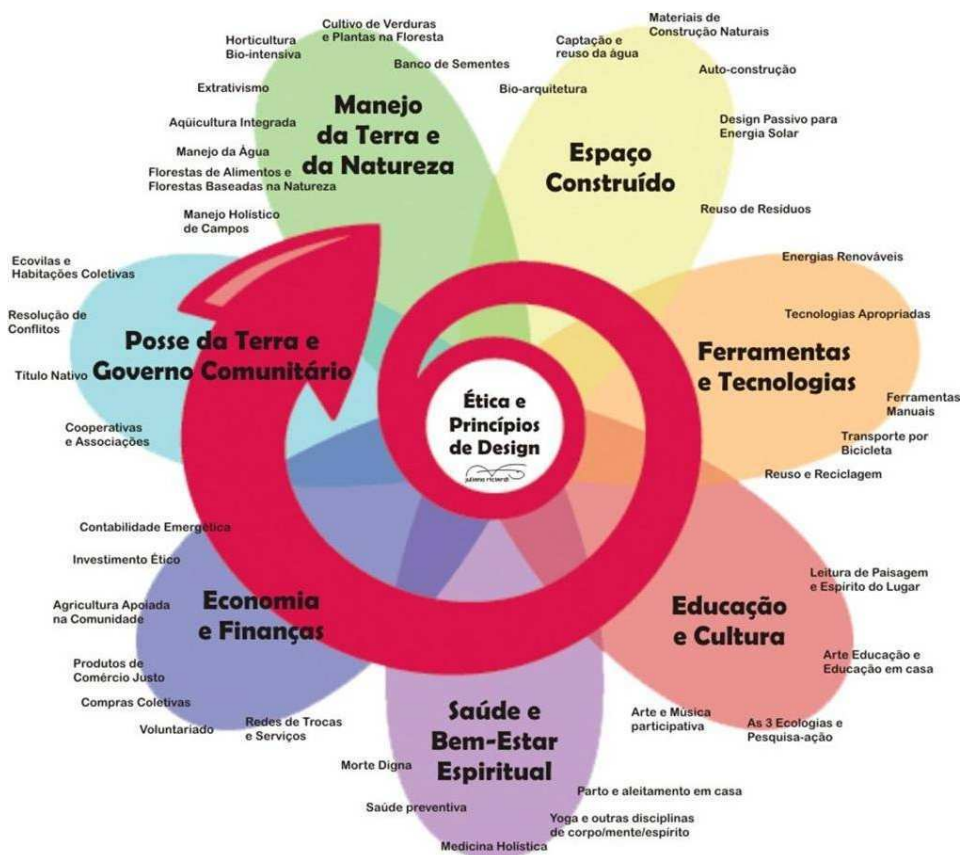 Cultivo de Verduras
e Plantas na Floresta
Horticultura
Bio-intensiva
Banco de Sementes
Extrativismo
Aqüicultura Integrada
Manejo da Água
Florestas de Alimentos e
Florestas Baseadas na Natureza
Manejo Holístico
de Campos
Manejo
da Terra e
da Natureza
Materiais de
Construção Naturais
Captação e
reuso da àgua
Auto-construção
Bio-arquitetura
Design Passivo para
Energia Solar
Reuso de Resíduos
Espaço
Construído
Energias Renováveis
Tecnologias Apropriadas
Ferramentas
e Tecnologias
Ferramentas
Manuais
Transporte por
Bicicleta
Reuso e Reciclagem
Leitura de Paisagem
e Espírito do Lugar
Educação
e Cultura
Arte Educação e
Educação em casa
As 3 Ecologias e
Pesquisa-ação
Arte e Música
participativa
Saúde e
Bem-Estar
Espiritual
Parto e aleitamento em casa
Yoga e outras disciplinas
de corpo/mente/espírito
Medicina Holística
Saúde preventiva
Morte Digna
Economia
e Finanças
Contabilidade Emergética
Investimento Ético
Agricultura Apoiada
na Comunidade
Produtos de
Comércio Justo
Compras Coletivas
Voluntariado
Redes de Trocas
e Serviços
Posse da Terra e
Governo Comunitário
Ecovilas e
Habitações Coletivas
Resolução de
Conflitos
Título Nativo
Cooperativas
e Associações
Ética e
Princípios
de Design